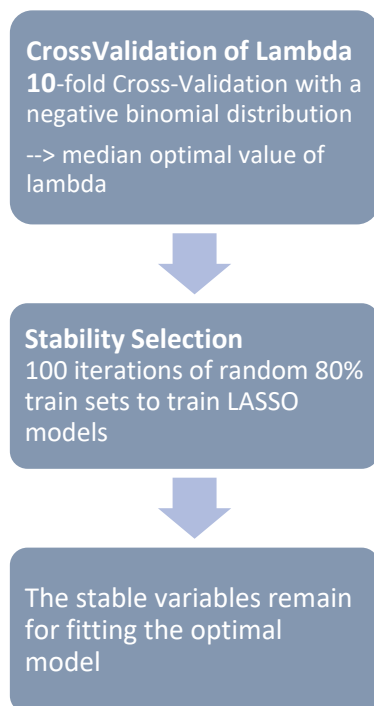 CrossValidation of Lambda
10-fold Cross-Validation with a
negative binomial distribution
--> median optimal value of
lambda
Stability Selection
100 iterations of random 80%
train sets to train LASSO
models
The stable variables remain
for fitting the optimal
model